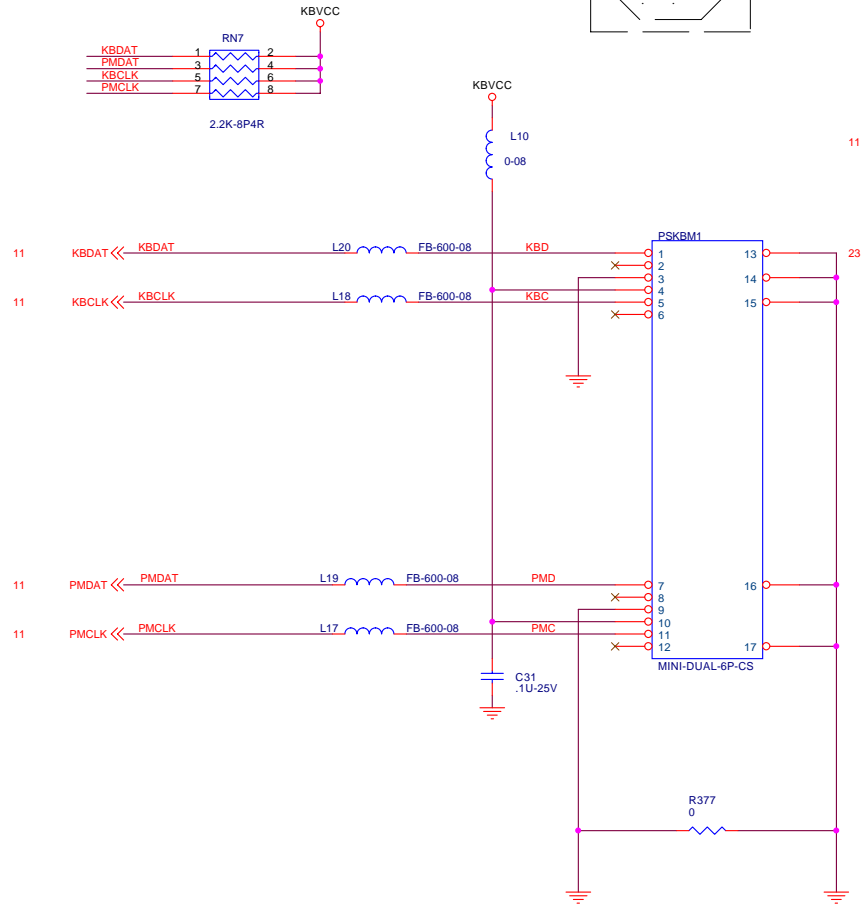 KBVCC
RN7
KBDAT 1 2
PMDAT 3 4
KBCLK 5 6
PMCLK 7 8
2.2K-8P4R
KBVCC
L10
0-08
11
PSKBM1
11 KBDAT KBDAT L20 FB-600-08 KBD 1 13 23
2
3 14
4
11 KBCLK KBCLK L18 FB-600-08 KBC 5 15
6
11 PMDAT PMDAT L19 FB-600-08 PMD 7 16
8
9
10
11 PMCLK PMCLK L17 FB-600-08 PMC 11
12 17
MINI-DUAL-6P-CS
C31
.1U-25V
R377
0